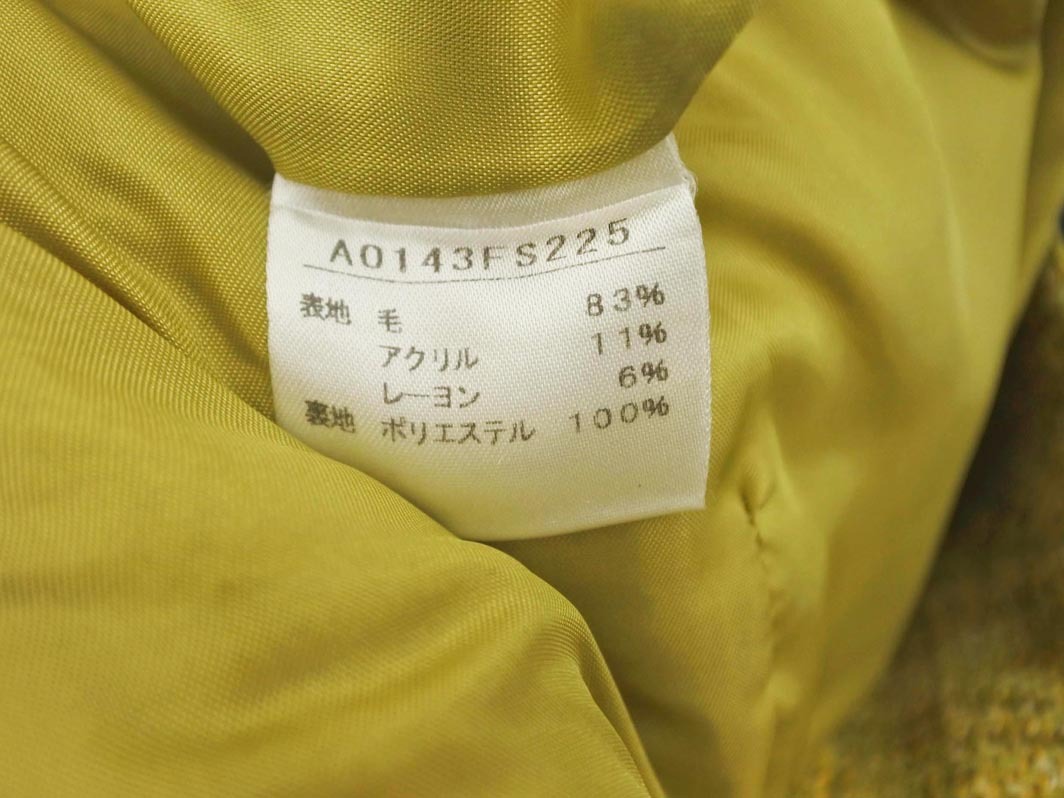 A0143FS225
表地 毛 83%
アクリル 11%
レーヨン 6%
裏地 ポリエステル 100%